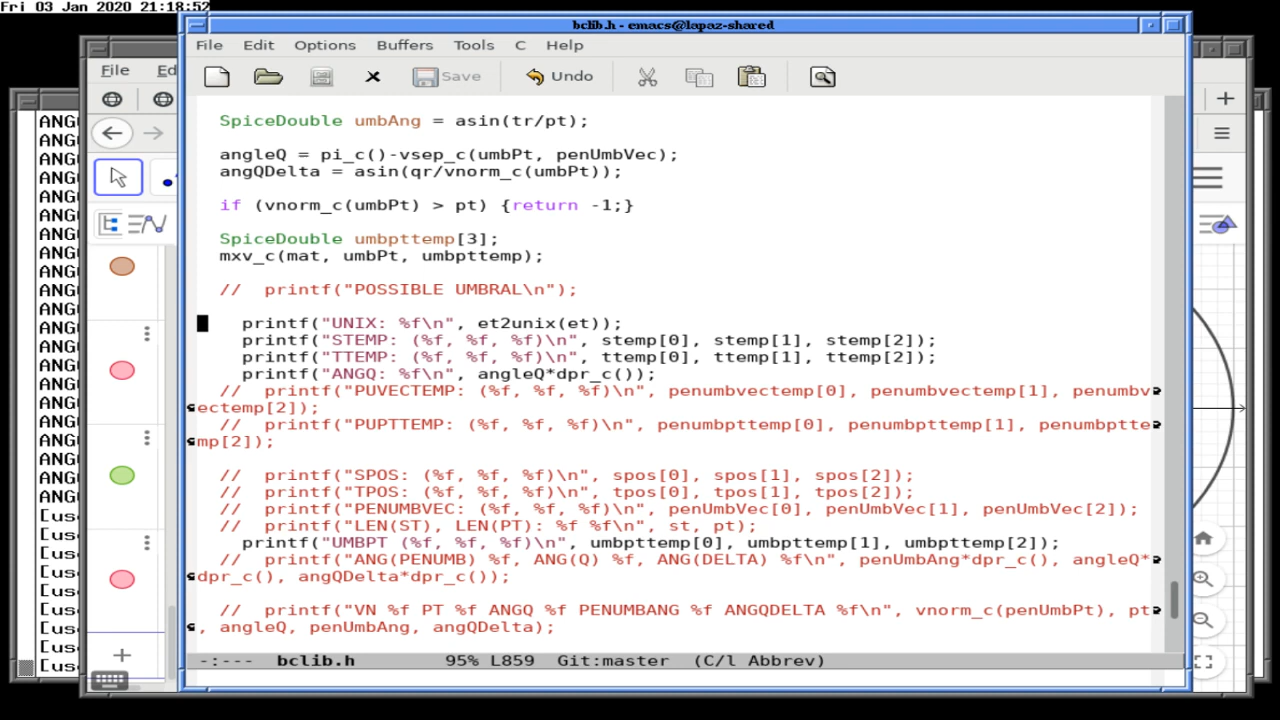 Fri 03 Jan 2020 21:18:52
bclib.h - emacs@lapaz-shared
File Edit Options Buffers Tools C Help
Save Undo
SpiceDouble umbAng = asin(tr/pt);
angleQ = pi_c()-vsep_c(umbPt, penUmbVec);
angQDelta = asin(qr/vnorm_c(umbPt));
if (vnorm_c(umbPt) > pt) {return -1;}
SpiceDouble umbpttemp[3];
mxv_c(mat, umbPt, umbpttemp);
//  printf("POSSIBLE UMBRAL\n");
printf("UNIX: %f\n", et2unix(et));
printf("STEMP: (%f, %f, %f)\n", stemp[0], stemp[1], stemp[2]);
printf("TTEMP: (%f, %f, %f)\n", ttemp[0], ttemp[1], ttemp[2]);
printf("ANGQ: %f\n", angleQ*dpr_c());
//  printf("PUVECTEMP: (%f, %f, %f)\n", penumbvectemp[0], penumbvectemp[1], penumbv
ectemp[2]);
//  printf("PUPTTEMP: (%f, %f, %f)\n", penumbpttemp[0], penumbpttemp[1], penumbptte
mp[2]);
//  printf("SPOS: (%f, %f, %f)\n", spos[0], spos[1], spos[2]);
//  printf("TPOS: (%f, %f, %f)\n", tpos[0], tpos[1], tpos[2]);
//  printf("PENUMBVEC: (%f, %f, %f)\n", penUmbVec[0], penUmbVec[1], penUmbVec[2]);
//  printf("LEN(ST), LEN(PT): %f %f\n", st, pt);
printf("UMBPT (%f, %f, %f)\n", umbpttemp[0], umbpttemp[1], umbpttemp[2]);
//  printf("ANG(PENUMB) %f, ANG(Q) %f, ANG(DELTA) %f\n", penUmbAng*dpr_c(), angleQ*
dpr_c(), angQDelta*dpr_c());
//  printf("VN %f PT %f ANGQ %f PENUMBANG %f ANGQDELTA %f\n", vnorm_c(penUmbPt), pt
, angleQ, penUmbAng, angQDelta);
-:--- bclib.h 95% L859 Git:master (C/l Abbrev)
File